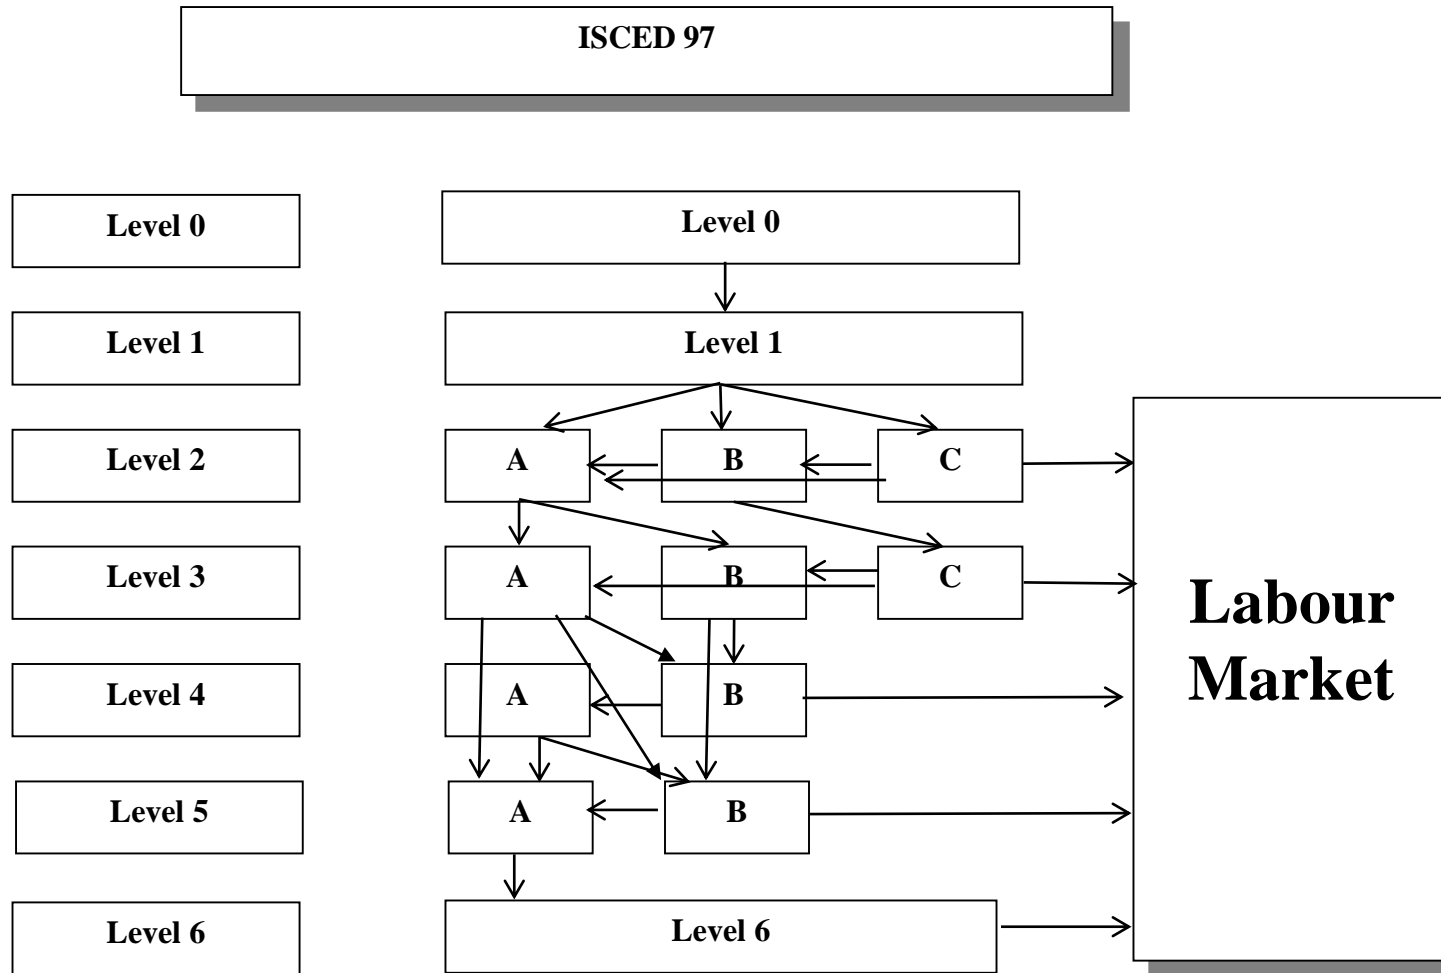 ISCED 97
Level 0
Level 0
Level 1
Level 1
Level 2
A
B
C
Level 3
A
B
C
Labour
Market
Level 4
A
B
Level 5
A
B
Level 6
Level 6